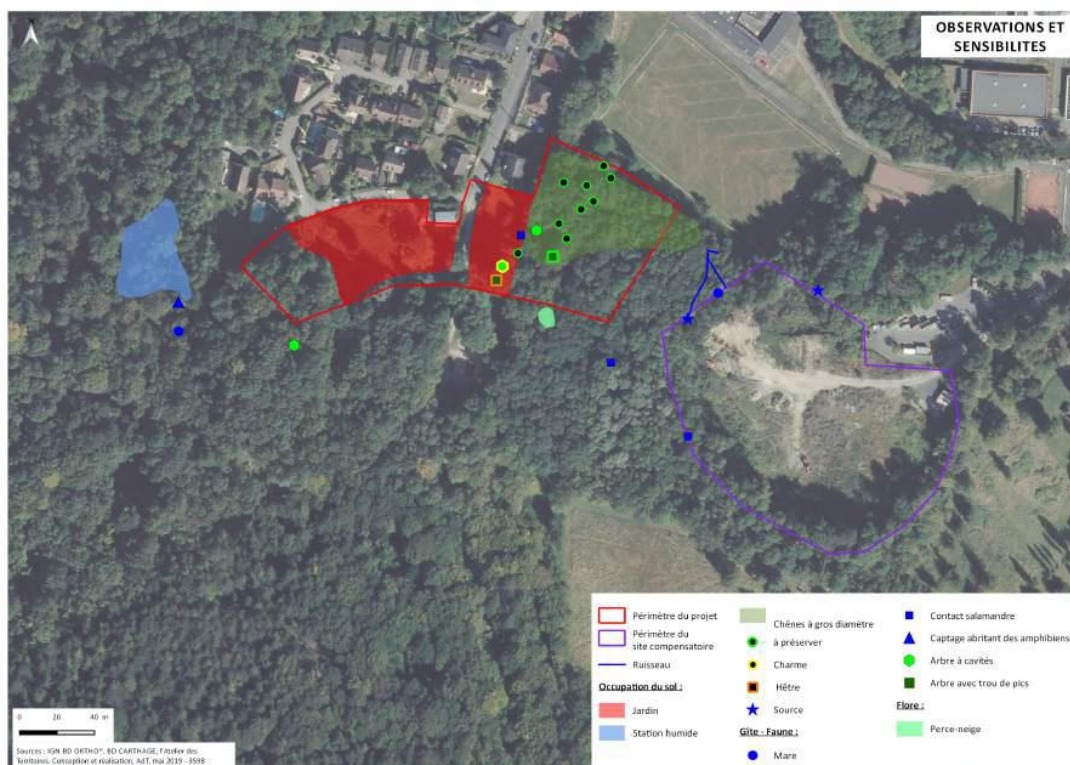 OBSERVATIONS ET
SENSIBILITES
Périmètre du projet
Périmètre du
site compensatoire
Ruisseau
Occupation du sol :
Jardin
Station humide
Chênes à gros diamètre
à préserver
Charme
Hêtre
Source
Gîte - Faune :
Mare
Contact salamandre
Captage abritant des amphibiens
Arbre à cavités
Arbre avec trou de pics
Flore :
Perce-neige
0 20 40 m
Sources : IGN BD ORTHO®, BD CARTHAGE, l'Atelier des
Territoires. Conception et réalisation, AdT, mai 2019 - 3598